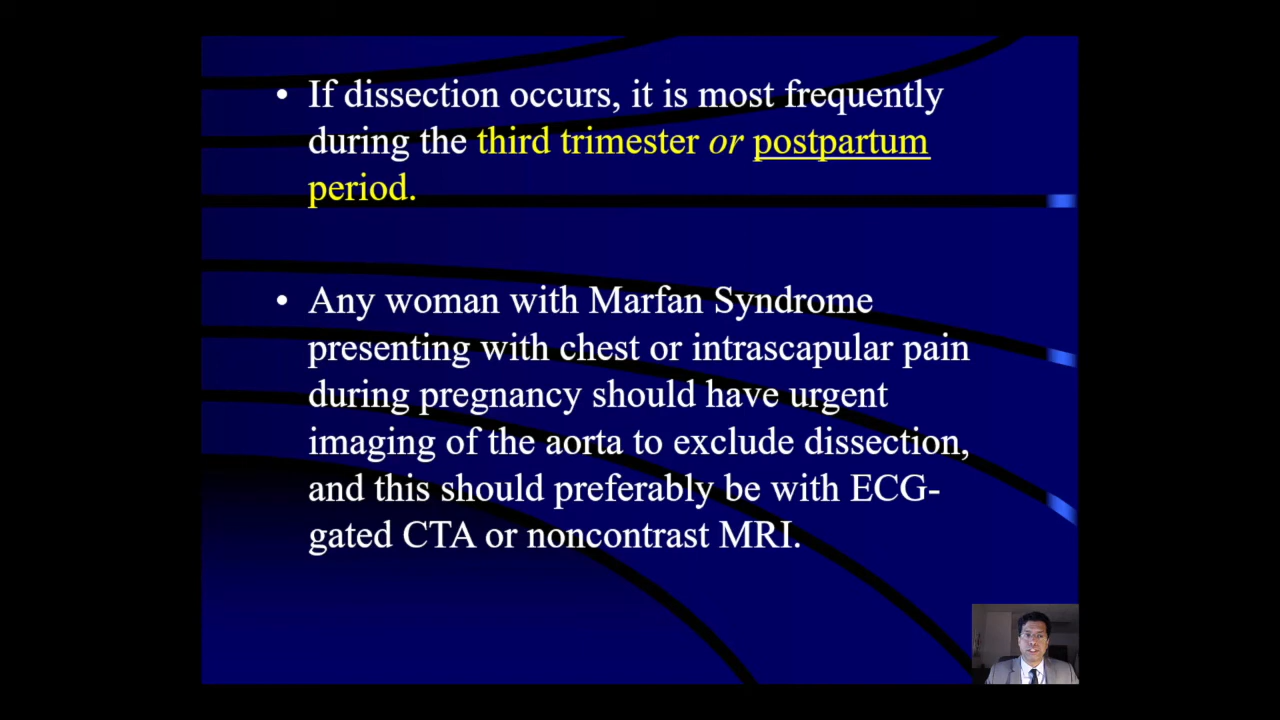 • If dissection occurs, it is most frequently
during the third trimester or postpartum
period.
• Any woman with Marfan Syndrome
presenting with chest or intrascapular pain
during pregnancy should have urgent
imaging of the aorta to exclude dissection,
and this should preferably be with ECG-
gated CTA or noncontrast MRI.